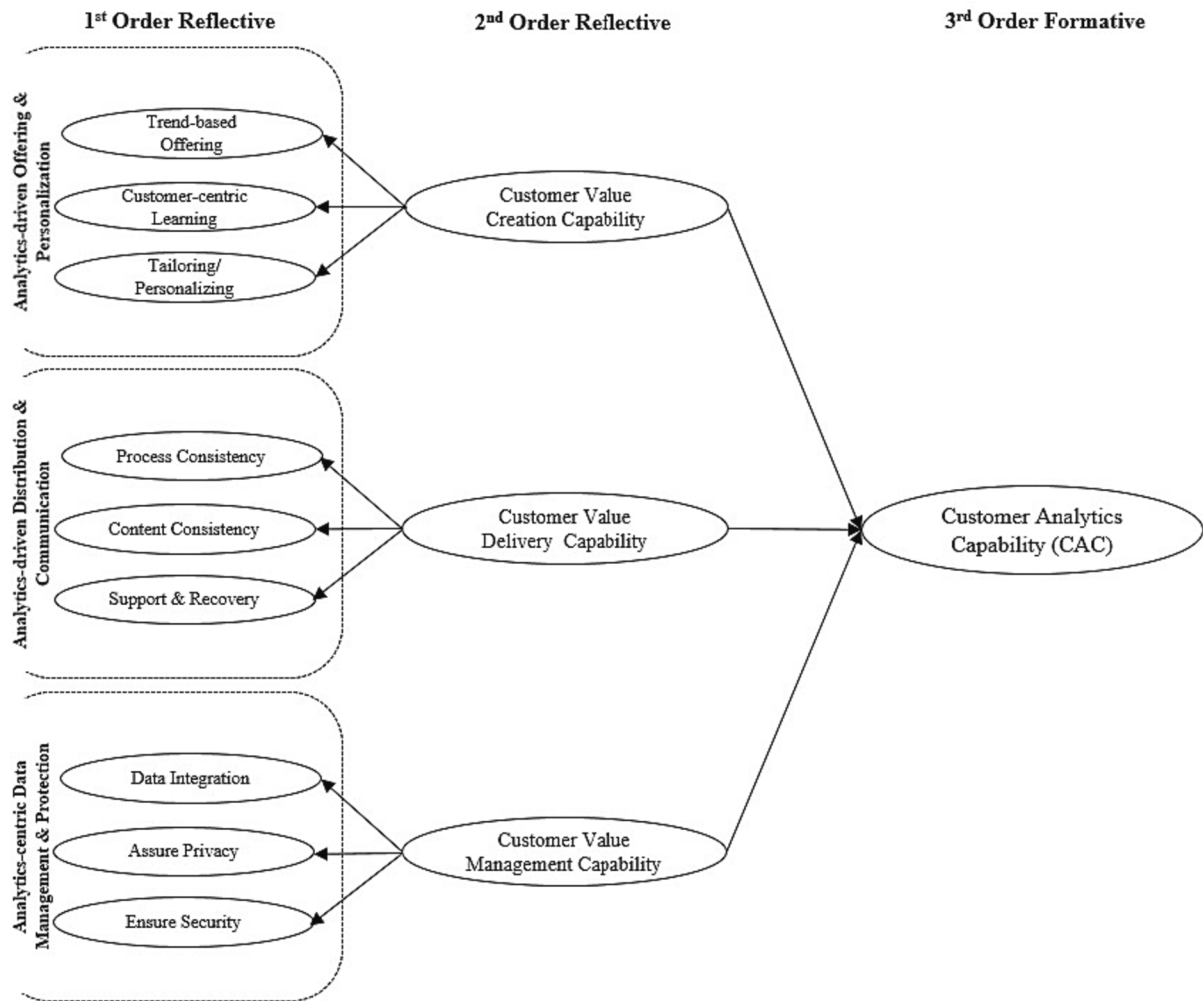 1st Order Reflective
2nd Order Reflective
3rd Order Formative
Analytics-driven Offering &
Personalization
Trend-based
Offering
Customer-centric
Learning
Tailoring/
Personalizing
Customer Value
Creation Capability
Analytics-driven Distribution &
Communication
Process Consistency
Content Consistency
Support & Recovery
Customer Value
Delivery Capability
Customer Analytics
Capability (CAC)
Analytics-centric Data
Management & Protection
Data Integration
Assure Privacy
Ensure Security
Customer Value
Management Capability